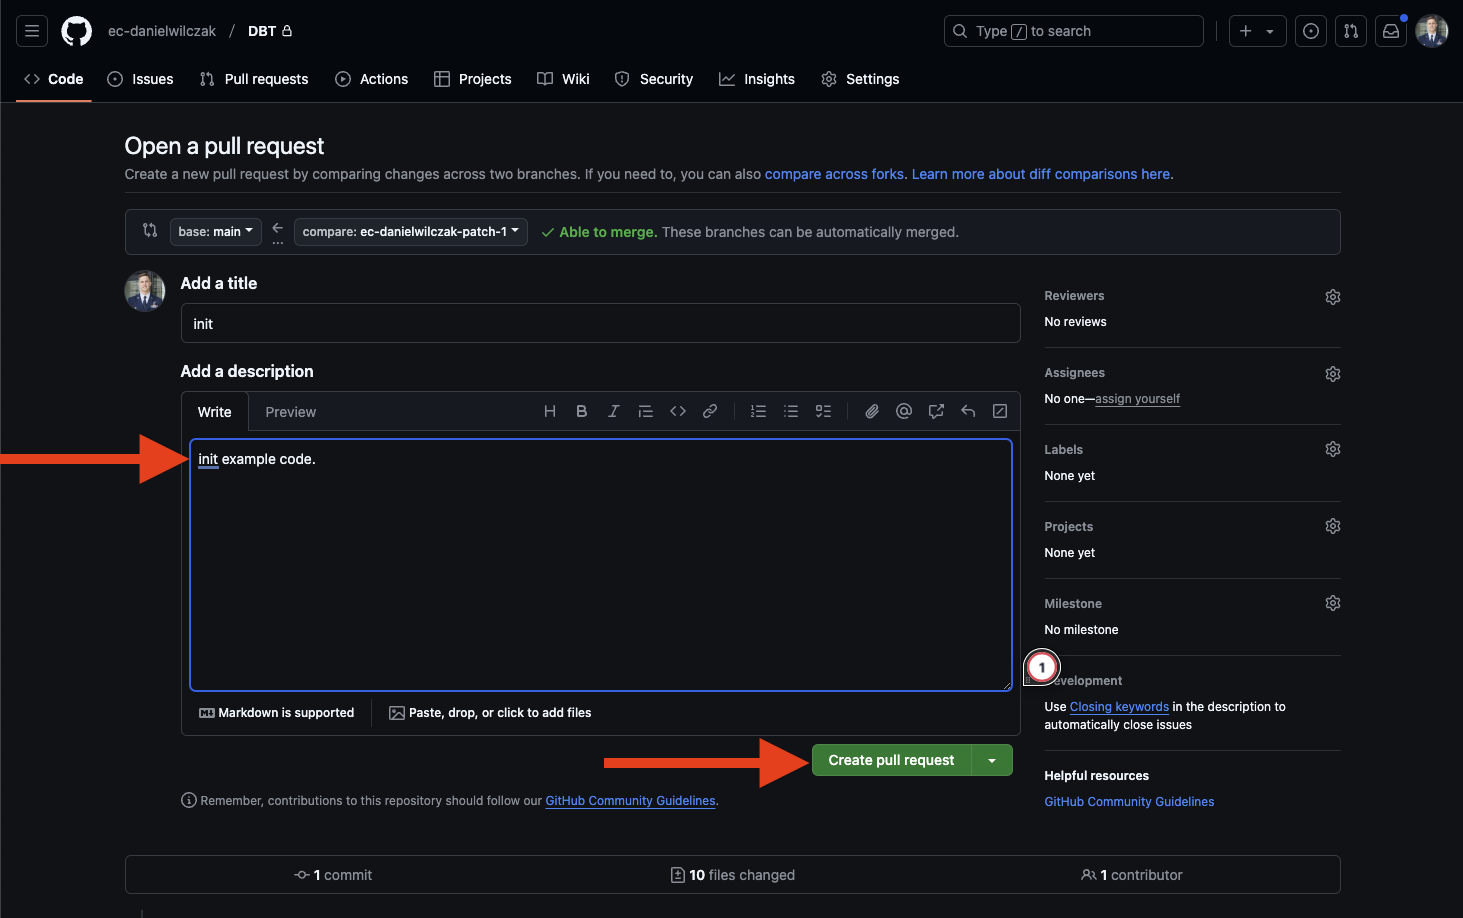 ec-danielwilczak / DBT
Type / to search
Code
Issues
Pull requests
Actions
Projects
Wiki
Security
Insights
Settings
Open a pull request
Create a new pull request by comparing changes across two branches. If you need to, you can also compare across forks. Learn more about diff comparisons here.
base: main
...
compare: ec-danielwilczak-patch-1
Able to merge. These branches can be automatically merged.
Add a title
init
Add a description
Write
Preview
init example code.
Markdown is supported
Paste, drop, or click to add files
Create pull request
Remember, contributions to this repository should follow our GitHub Community Guidelines.
Reviewers
No reviews
Assignees
No one—assign yourself
Labels
None yet
Projects
None yet
Milestone
No milestone
1
evelopment
Use Closing keywords in the description to
automatically close issues
Helpful resources
GitHub Community Guidelines
1 commit
10 files changed
1 contributor